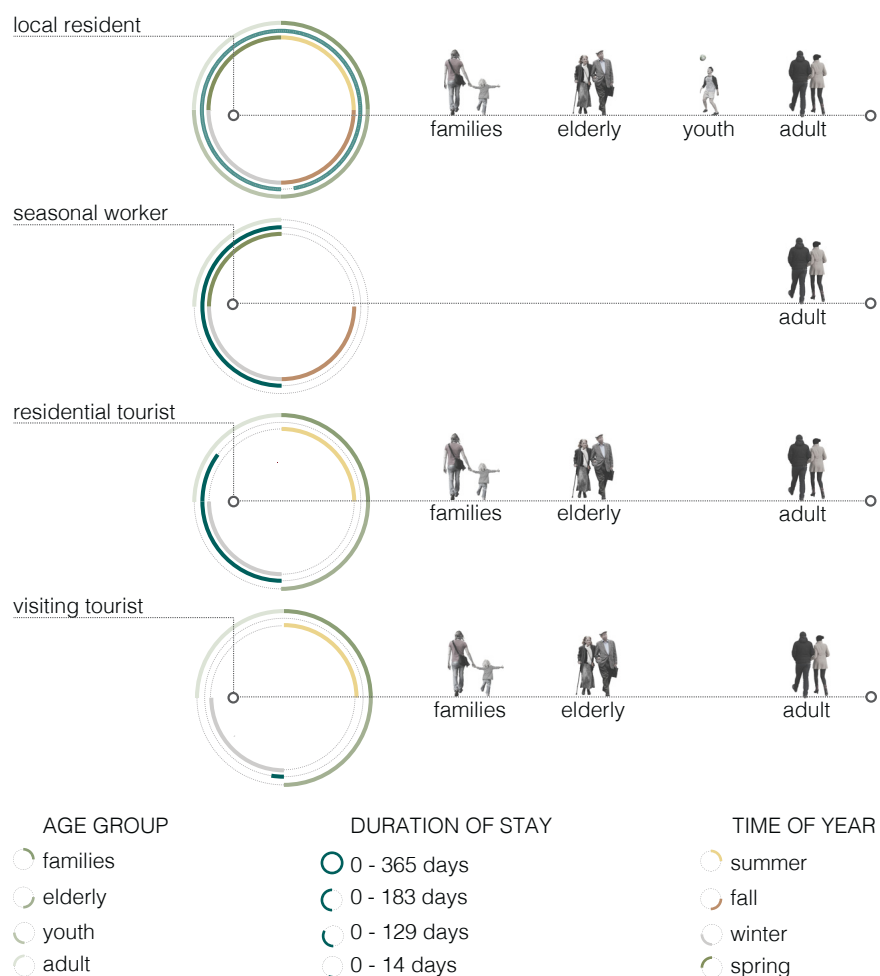 local resident
families elderly youth adult
seasonal worker
adult
residential tourist
families elderly adult
visiting tourist
families elderly adult
AGE GROUP DURATION OF STAY TIME OF YEAR
families 0 - 365 days summer
elderly 0 - 183 days fall
youth 0 - 129 days winter
adult 0 - 14 days spring